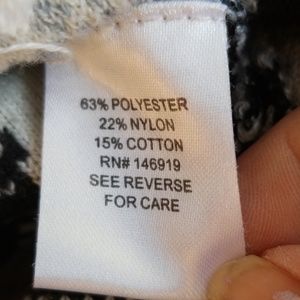 63% POLYESTER
22% NYLON
15% COTTON
RN# 146919
SEE REVERSE
FOR CARE